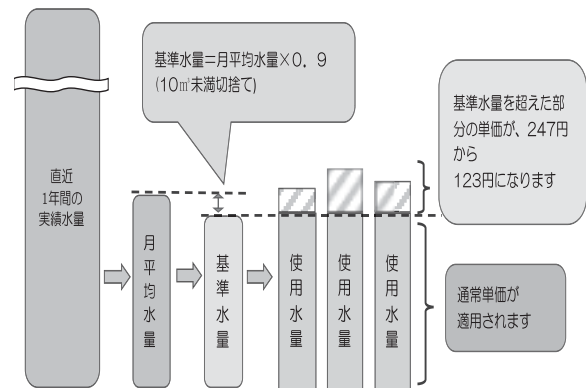 基準水量＝月平均水量×0．9
(10㎥未満切捨て)
基準水量を超えた部
分の単価が、247円
から
123円になります
直近
1年間の
実績水量
月平均水量
基準水量
使用水量
使用水量
使用水量
通常単価が
適用されます